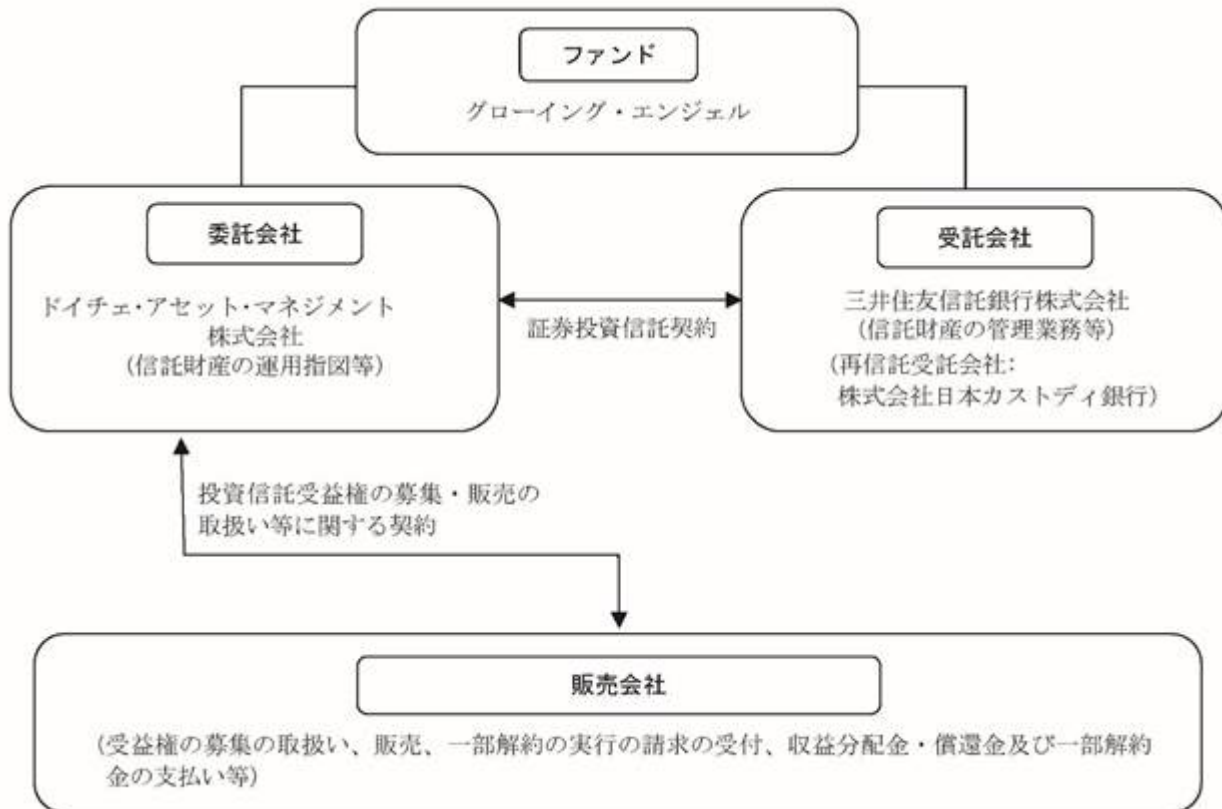 ファンド
グローイング・エンジェル
委託会社
ドイチェ・アセット・マネジメント
株式会社
(信託財産の運用指図等)
証券投資信託契約
受託会社
三井住友信託銀行株式会社
(信託財産の管理業務等)
(再信託受託会社:
株式会社日本カストディ銀行)
投資信託受益権の募集・販売の
取扱い等に関する契約
販売会社
(受益権の募集の取扱い、販売、一部解約の実行の請求の受付、収益分配金・償還金及び一部解約
金の支払い等)